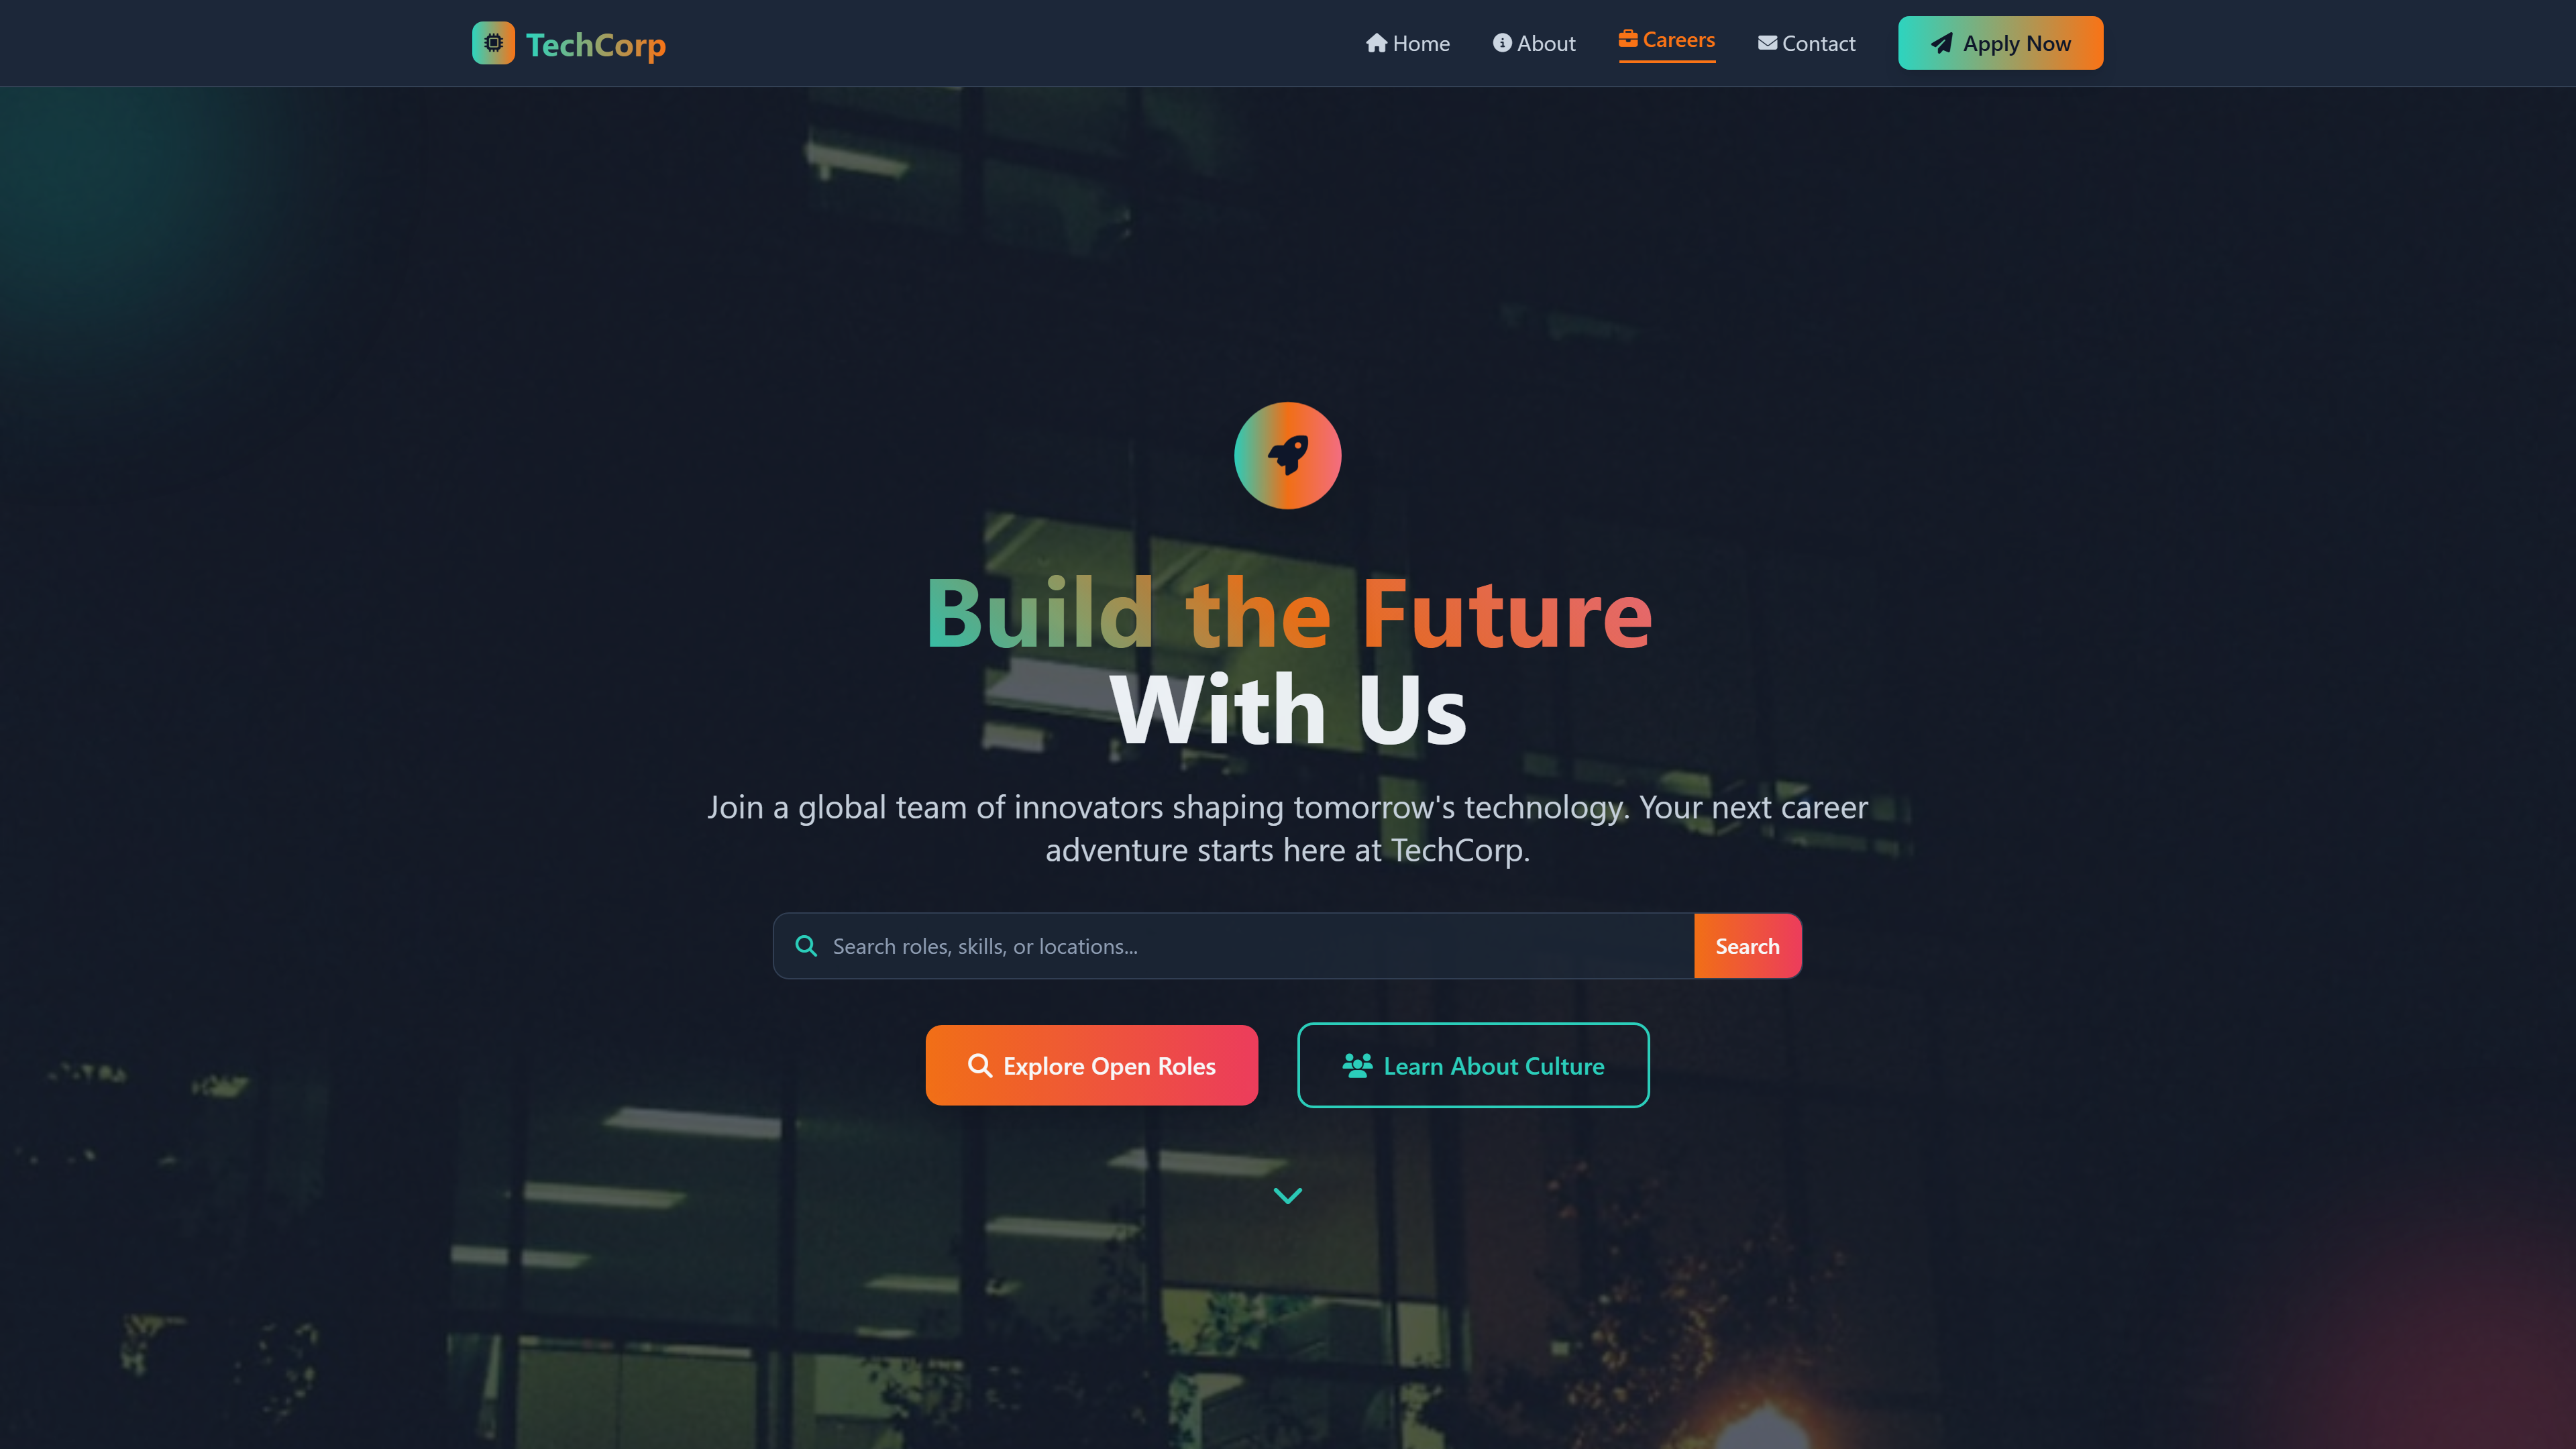 TechCorp
Home
About
Careers
Contact
Apply Now
Build the Future
With Us
Join a global team of innovators shaping tomorrow's technology. Your next career
adventure starts here at TechCorp.
Search roles, skills, or locations...
Search
Explore Open Roles
Learn About Culture